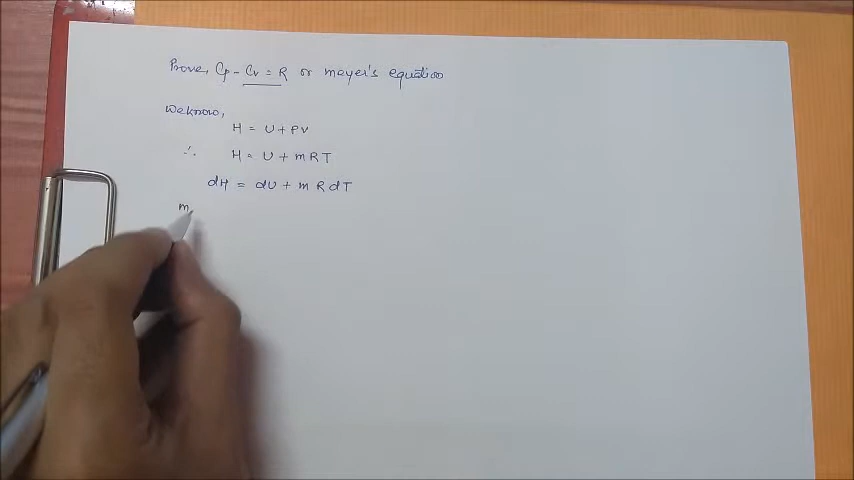 Prove, Cp - Cv = R or mayer's equation
We know,
H = U + PV
∴ H = U + mRT
dH = dU + m R dT
m